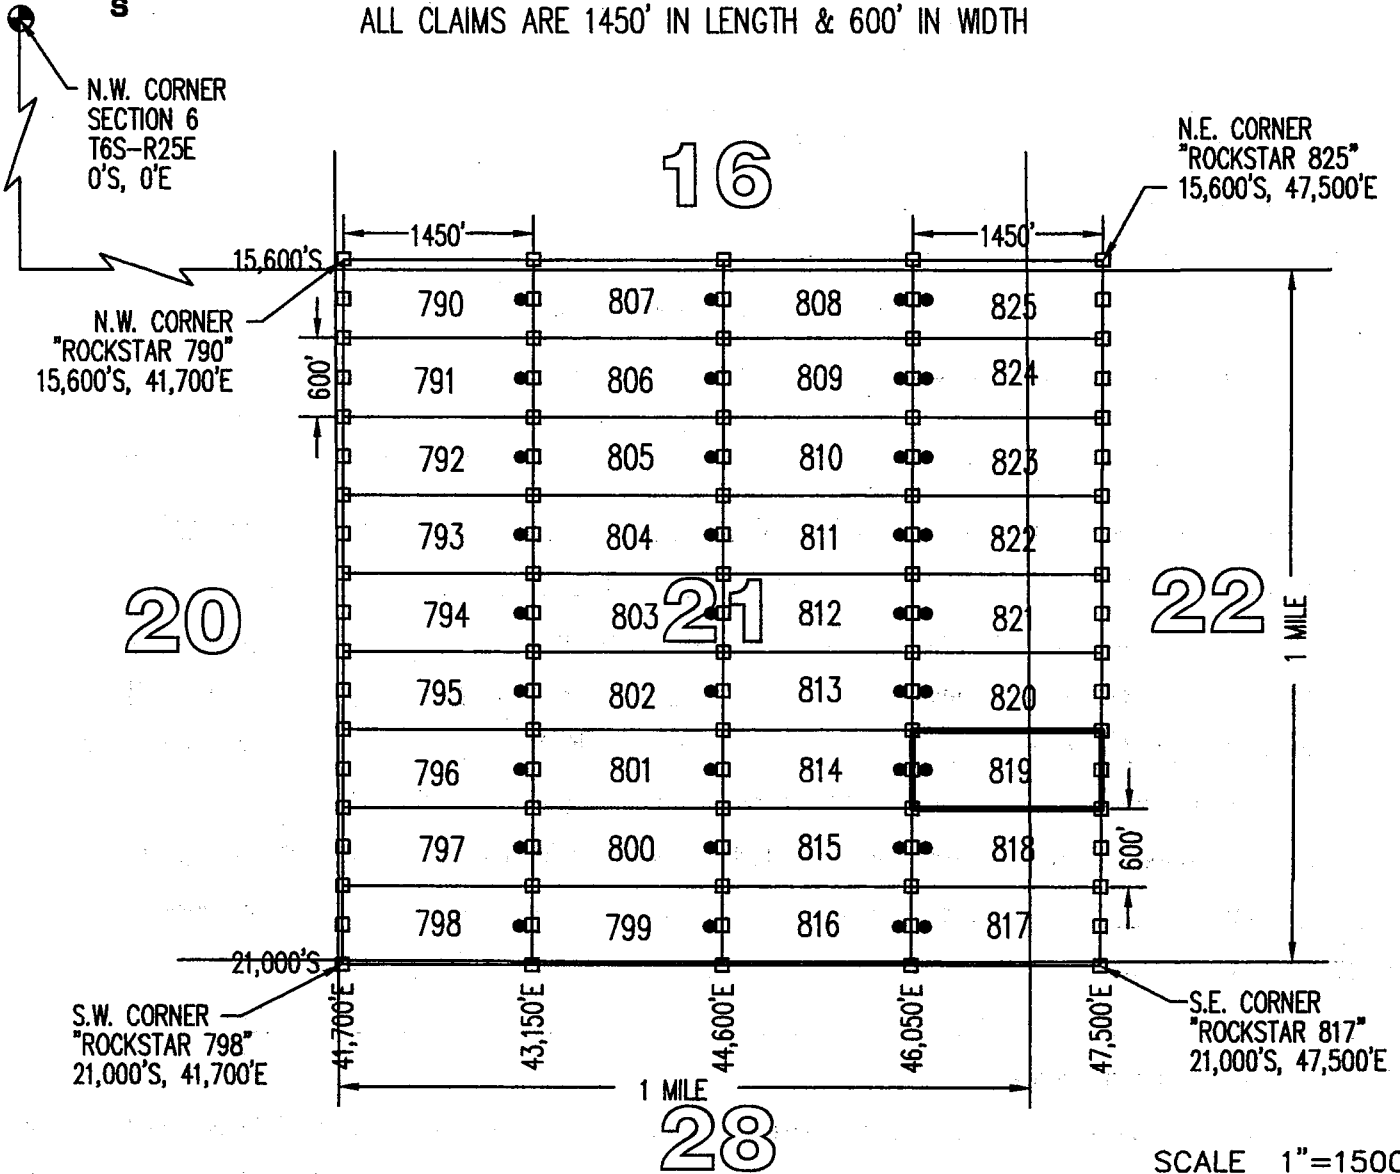 S
ALL CLAIMS ARE 1450' IN LENGTH & 600' IN WIDTH
N.W. CORNER
SECTION 6
T6S-R25E
0'S, 0'E
16
N.E. CORNER
"ROCKSTAR 825"
15,600'S, 47,500'E
1450'
1450'
15,600'S
N.W. CORNER
"ROCKSTAR 790"
15,600'S, 41,700'E
600'
790 807 808 825
791 806 809 824
792 805 810 823
793 804 811 822
20
21
22
1 MILE
794 803 812 821
795 802 813 820
796 801 814 819
797 800 815 818
600'
798 799 816 817
21,000'S
S.W. CORNER
"ROCKSTAR 798"
21,000'S, 41,700'E
41,700'E
43,150'E
44,600'E
46,050'E
47,500'E
S.E. CORNER
"ROCKSTAR 817"
21,000'S, 47,500'E
1 MILE
28
SCALE 1"=1500